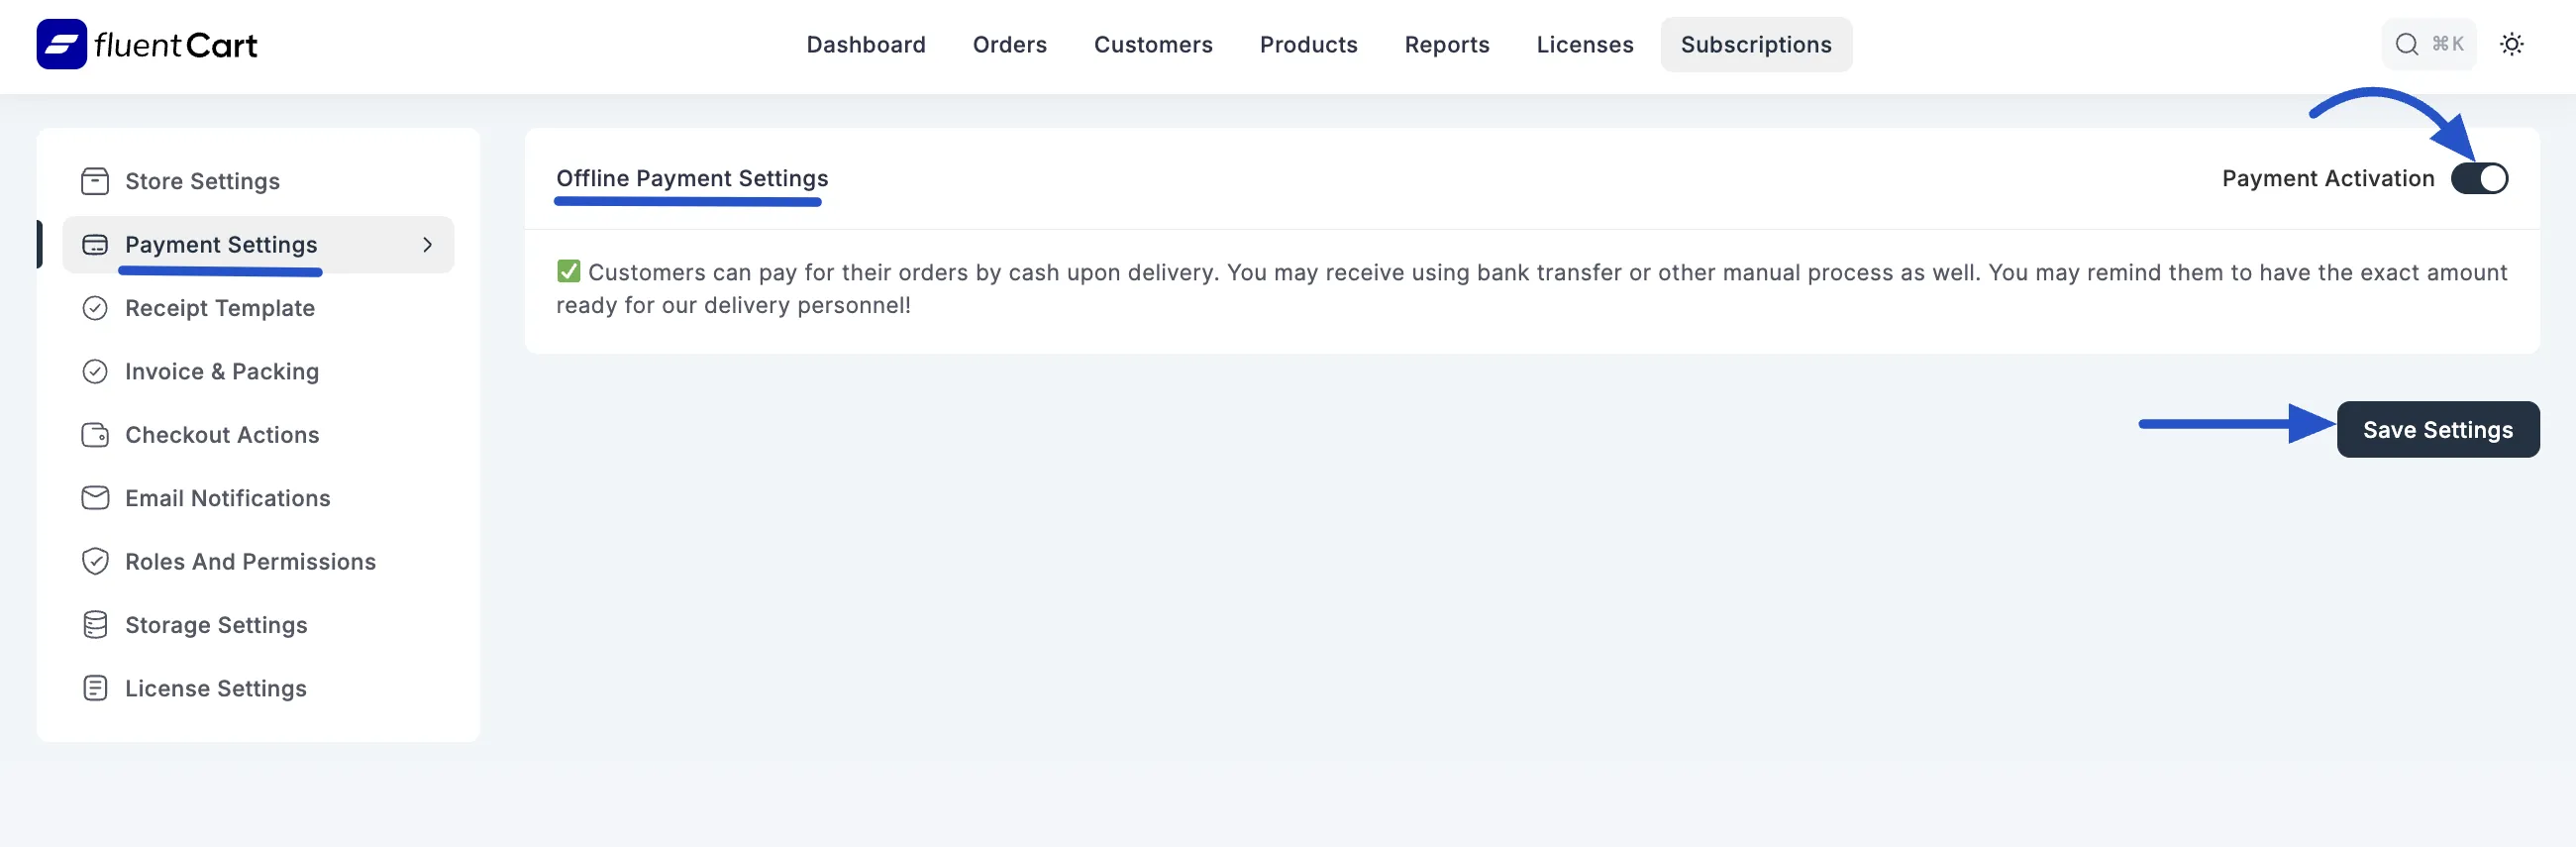 fluentCart
Dashboard
Orders
Customers
Products
Reports
Licenses
Subscriptions
⌘K
Store Settings
Payment Settings
Receipt Template
Invoice & Packing
Checkout Actions
Email Notifications
Roles And Permissions
Storage Settings
License Settings
Offline Payment Settings
Payment Activation
✅ Customers can pay for their orders by cash upon delivery. You may receive using bank transfer or other manual process as well. You may remind them to have the exact amount
ready for our delivery personnel!
Save Settings